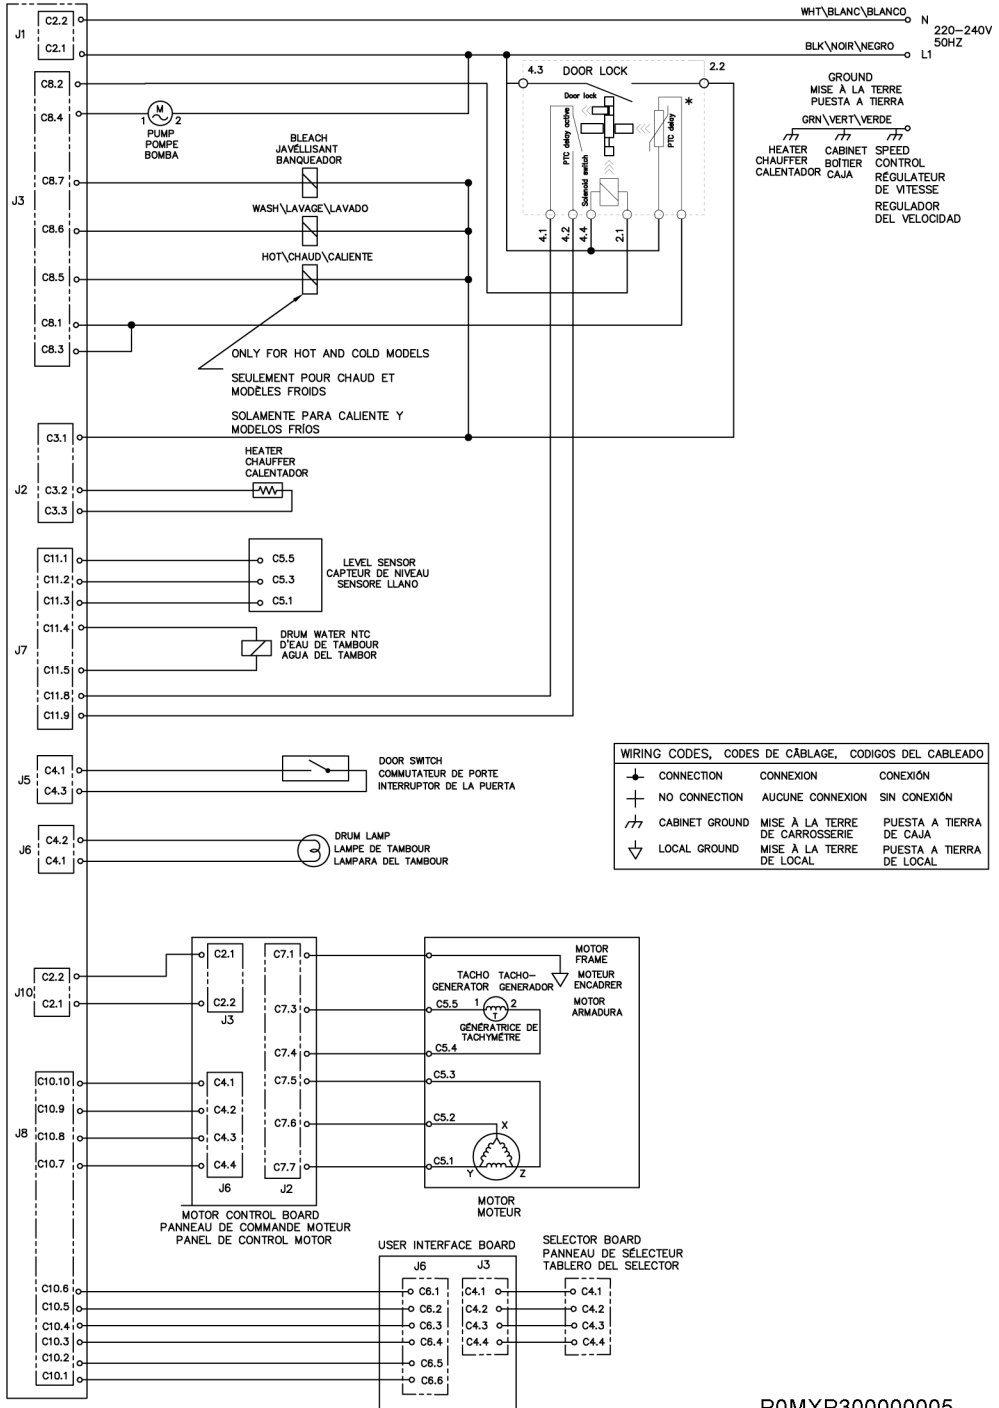 C2.2
WHT\BLANC\BLANCO
N
J1
C2.1
BLK\NOIR\NEGRO
L1
220-240V
50HZ
C8.2
4.3
DOOR LOCK
2.2
GROUND
MISE À LA TERRE
PUESTA A TIERRA
GRN\VERT\VERDE
HEATER
CHAUFFER
CALENTADOR
CABINET
BOÎTIER
CAJA
SPEED
CONTROL
RÉGULATEUR
DE VITESSE
REGULADOR
DEL VELOCIDAD
Door lock
PTC delay active
Solenoid switch
PTC delay
*
4.1
4.2
4.4
2.1
C8.4
M
1
2
PUMP
POMPE
BOMBA
BLEACH
JAVÉLLISANT
BANQUEADOR
C8.7
J3
WASH\LAVAGE\LAVADO
C8.6
HOT\CHAUD\CALIENTE
C8.5
C8.1
C8.3
ONLY FOR HOT AND COLD MODELS
SEULEMENT POUR CHAUD ET
MODÈLES FROIDS
SOLAMENTE PARA CALIENTE Y
MODELOS FRÍOS
C3.1
HEATER
CHAUFFER
CALENTADOR
J2
C3.2
C3.3
C11.1
C5.5
C11.2
C5.3
C11.3
C5.1
LEVEL SENSOR
CAPTEUR DE NIVEAU
SENSORE LLANO
C11.4
J7
DRUM WATER NTC
D'EAU DE TAMBOUR
AGUA DEL TAMBOR
C11.5
C11.8
C11.9
J5
C4.1
C4.3
DOOR SWITCH
COMMUTATEUR DE PORTE
INTERRUPTOR DE LA PUERTA
WIRING CODES, CODES DE CÂBLAGE, CODIGOS DEL CABLEADO
CONNECTION CONNEXION CONEXIÓN
NO CONNECTION AUCUNE CONNEXION SIN CONEXIÓN
CABINET GROUND
MISE À LA TERRE
DE CARROSSERIE
PUESTA A TIERRA
DE CAJA
LOCAL GROUND
MISE À LA TERRE
DE LOCAL
PUESTA A TIERRA
DE LOCAL
J6
C4.2
C4.1
DRUM LAMP
LAMPE DE TAMBOUR
LAMPARA DEL TAMBOUR
J10
C2.2
C2.1
C2.1
C2.2
J3
C7.1
C7.3
C7.4
C7.5
C7.6
C7.7
J2
MOTOR
FRAME
MOTEUR
ENCADRER
MOTOR
ARMADURA
TACHO
GENERATOR
TACHO-
GENERADOR
C5.5
1
2
T
GÉNÉRATRICE DE
TACHYMÉTRE
C5.4
C5.3
C5.2
X
C5.1
Y
Z
MOTOR
MOTEUR
J8
C10.10
C10.9
C10.8
C10.7
C4.1
C4.2
C4.3
C4.4
J6
MOTOR CONTROL BOARD
PANNEAU DE COMMANDE MOTEUR
PANEL DE CONTROL MOTOR
USER INTERFACE BOARD
J6
J3
SELECTOR BOARD
PANNEAU DE SÉLECTEUR
TABLERO DEL SELECTOR
C10.6
C6.1
C4.1
C4.1
C10.5
C6.2
C4.2
C4.2
C10.4
C6.3
C4.3
C4.3
C10.3
C6.4
C4.4
C4.4
C10.2
C6.5
C10.1
C6.6